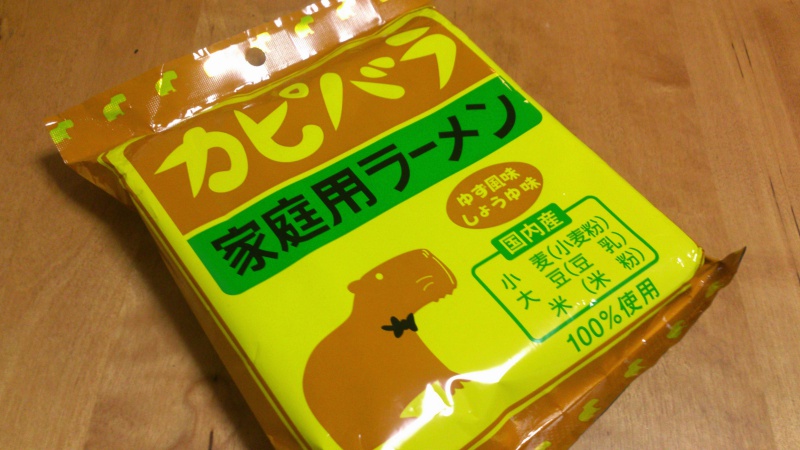 カピバラ
家庭用ラーメン
ゆず風味
しょうゆ味
国内産
小麦(小麦粉)
大豆(豆乳)
米(米粉)
100%使用